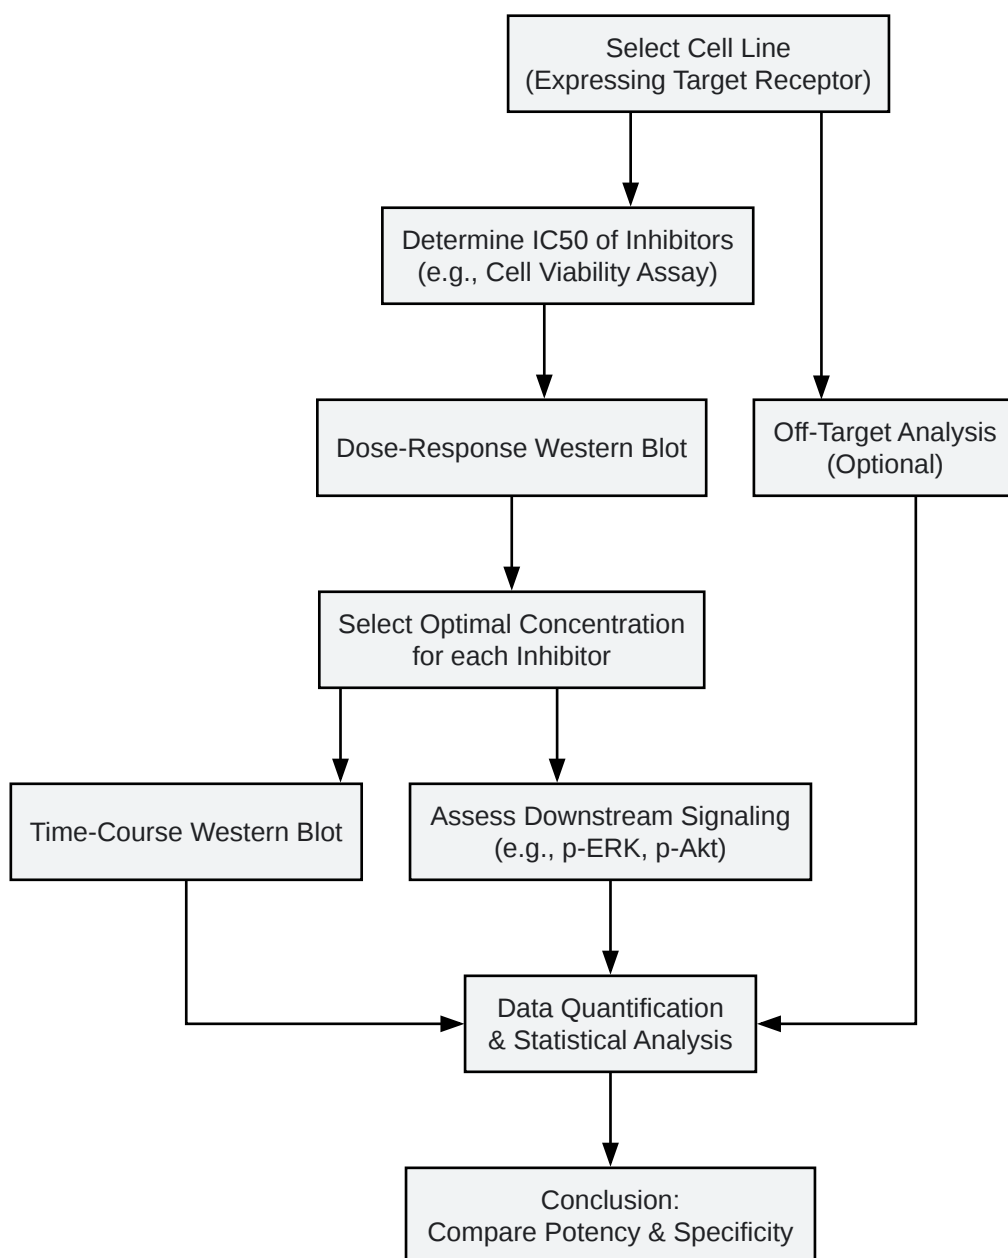 Select Cell Line
(Expressing Target Receptor)
Determine IC50 of Inhibitors
(e.g., Cell Viability Assay)
Dose-Response Western Blot
Off-Target Analysis
(Optional)
Select Optimal Concentration
for each Inhibitor
Time-Course Western Blot
Assess Downstream Signaling
(e.g., p-ERK, p-Akt)
Data Quantification
& Statistical Analysis
Conclusion:
Compare Potency & Specificity